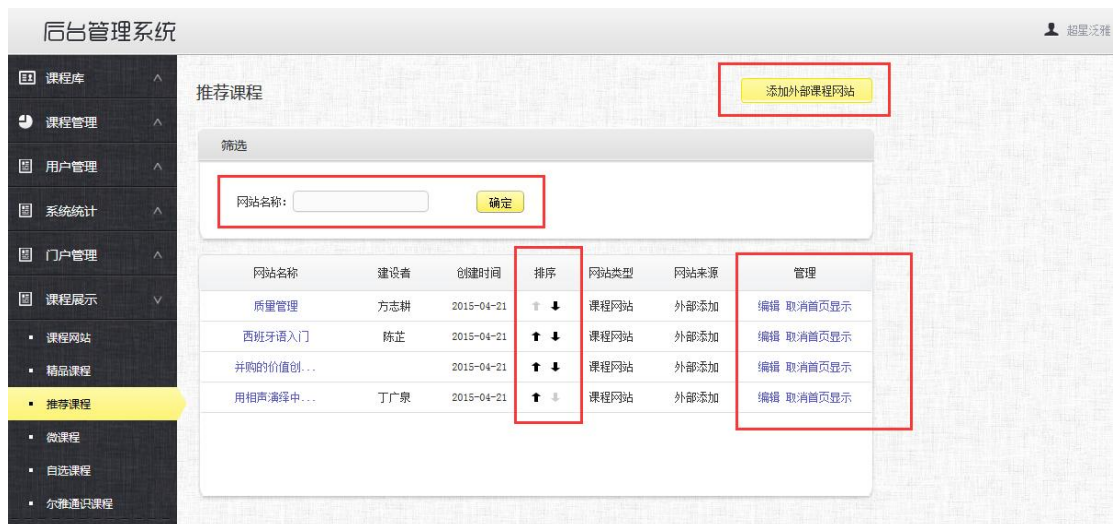 后台管理系统
超星泛雅
课程库
课程管理
用户管理
系统统计
门户管理
课程展示
课程网站
精品课程
推荐课程
微课程
自选课程
尔雅通识课程
推荐课程
添加外部课程网站
筛选
网站名称: 确定
网站名称 建设者 创建时间 排序 网站类型 网站来源 管理
质量管理 方志耕 2015-04-21 课程网站 外部添加 编辑 取消首页显示
西班牙语入门 陈芷 2015-04-21 课程网站 外部添加 编辑 取消首页显示
并购的价值创... 2015-04-21 课程网站 外部添加 编辑 取消首页显示
用相声演绎中... 丁广泉 2015-04-21 课程网站 外部添加 编辑 取消首页显示